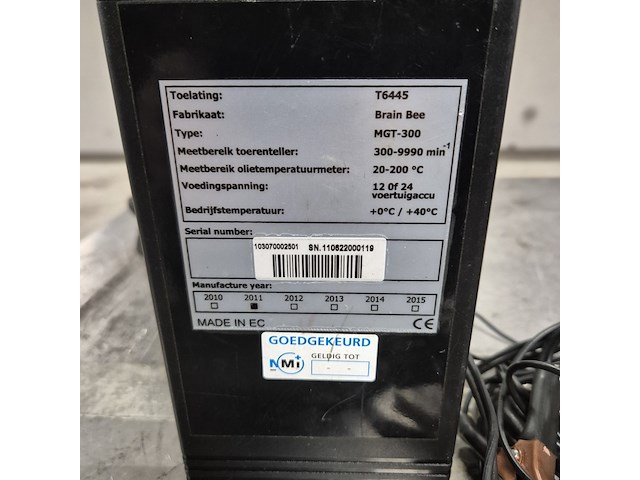 Toelating: T6445
Fabrikaat: Brain Bee
Type: MGT-300
Meetbereik toerenteller: 300-9990 min⁻¹
Meetbereik olietemperatuurmeter: 20-200 °C
Voedingspanning: 12 0f 24
voertuigaccu
Bedrijfstemperatuur: +0°C / +40°C
Serial number:
103070002501 SN.110622000119
Manufacture year:
2010 2011 2012 2013 2014 2015
MADE IN EC CE
GOEDGEKEURD
NMi GELDIG TOT
- -